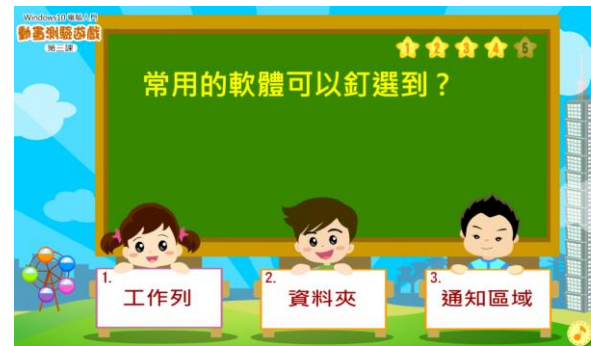 Windows10 電腦入門
動畫測驗遊戲
第三課
1 2 3 4 5
常用的軟體可以釘選到？
1.
工作列
2.
資料夾
3.
通知區域